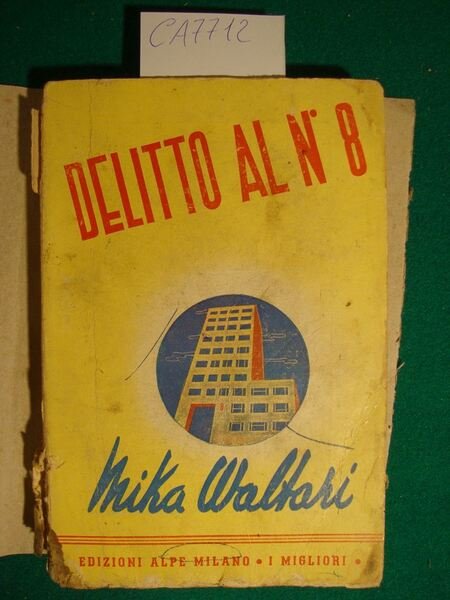 CA7712
DELITTO AL N° 8
Mika Waltari
EDIZIONI ALPE MILANO • I MIGLIORI •